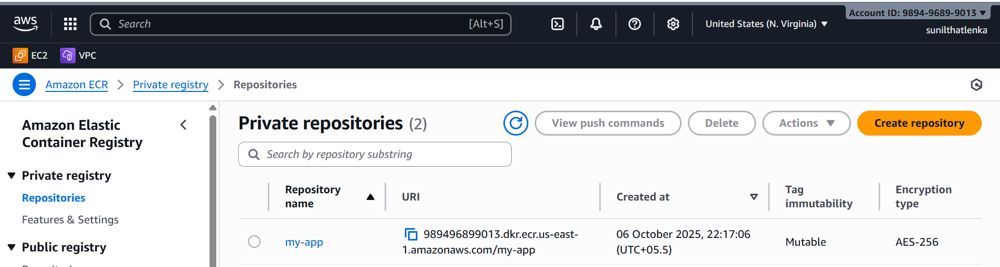 aws
Search [Alt+S]
United States (N. Virginia)
Account ID: 9894-9689-9013
sunilthatlenka
EC2 VPC
Amazon ECR Private registry Repositories
Amazon Elastic
Container Registry
Private registry
Repositories
Features & Settings
Public registry
Private repositories (2)
View push commands Delete Actions Create repository
Search by repository substring
Repository
name
URI
Created at
Tag
immutability
Encryption
type
my-app
989496899013.dkr.ecr.us-east-
1.amazonaws.com/my-app
06 October 2025, 22:17:06
(UTC+05.5)
Mutable
AES-256